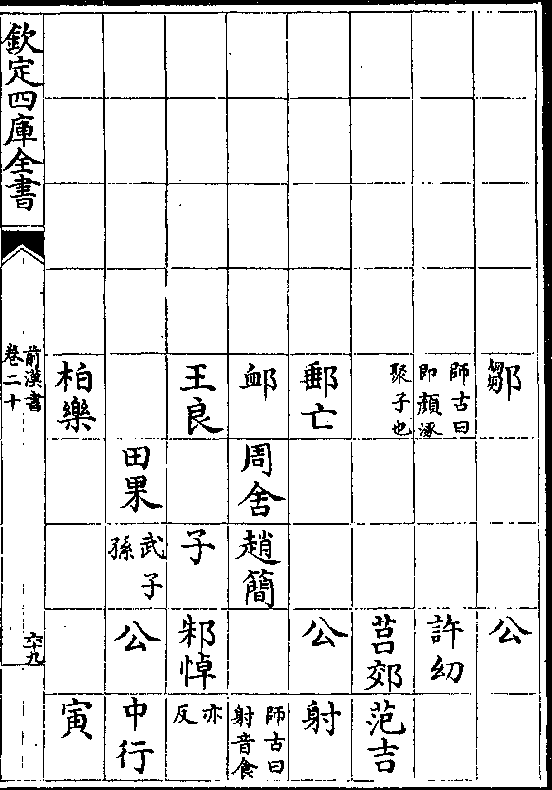 鄒
公
師古曰
即顏涿
許㓜
聚子也
莒郊
范吉
郵亡
公
射
䘏
周舍
趙簡
師古曰
射音食
王良
子
邾悼
亦
反
田果
武子
孫
公
中行
柏樂
寅
欽定四庫全書
前漢書
卷二十
六十九